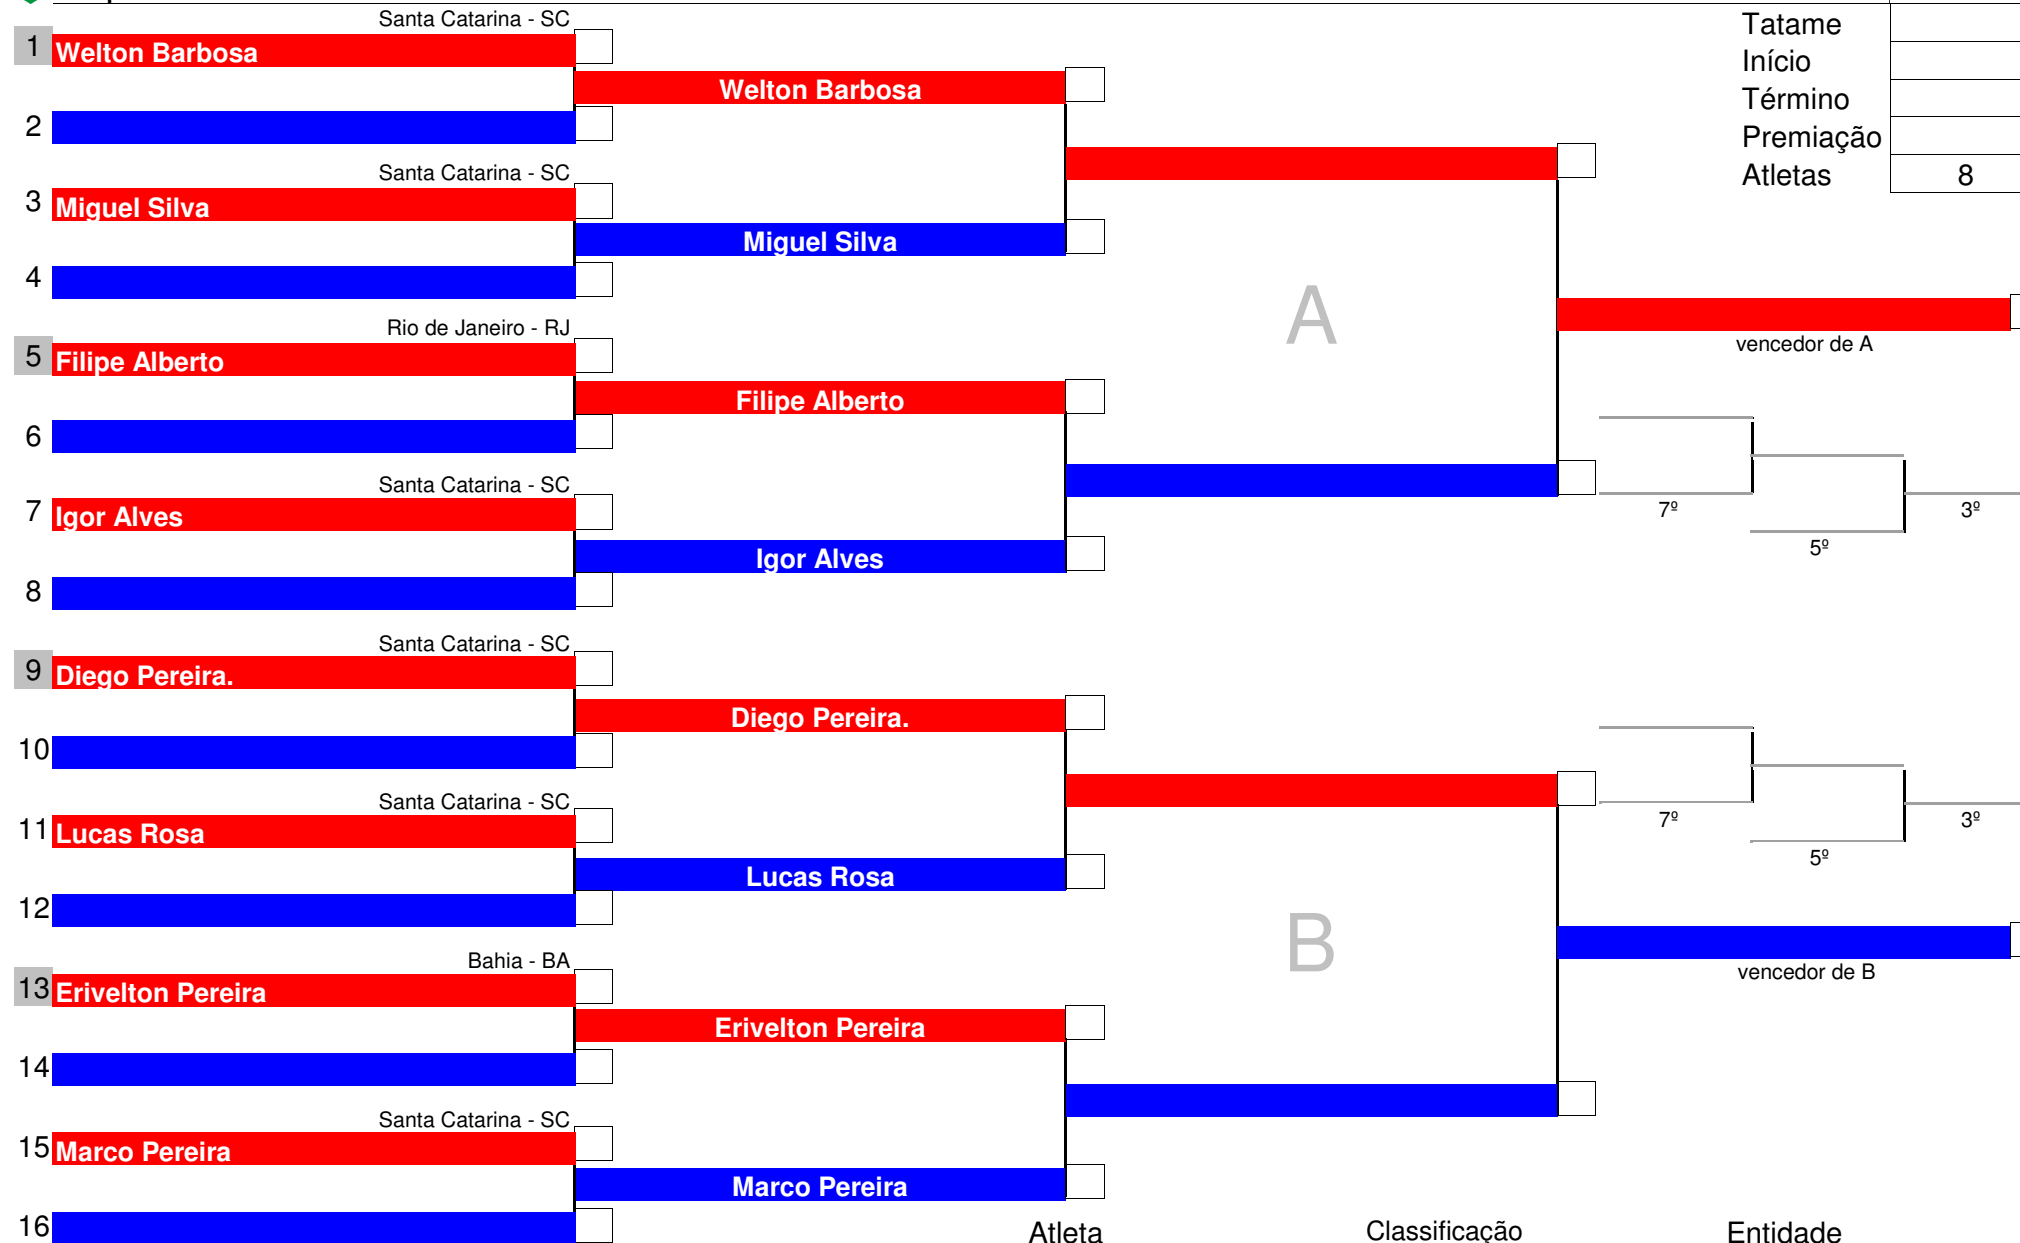 Santa Catarina - SC
1 Welton Barbosa
Welton Barbosa
2
Santa Catarina - SC
3 Miguel Silva
Miguel Silva
4
Rio de Janeiro - RJ
5 Filipe Alberto
Filipe Alberto
6
Santa Catarina - SC
7 Igor Alves
Igor Alves
8
Santa Catarina - SC
9 Diego Pereira.
Diego Pereira.
10
Santa Catarina - SC
11 Lucas Rosa
Lucas Rosa
12
Bahia - BA
13 Erivelton Pereira
Erivelton Pereira
14
Santa Catarina - SC
15 Marco Pereira
Marco Pereira
16
A
B
Tatame
Início
Término
Premiação
Atletas 8
vencedor de A
7º
3º
5º
7º
3º
5º
vencedor de B
Atleta Classificação Entidade